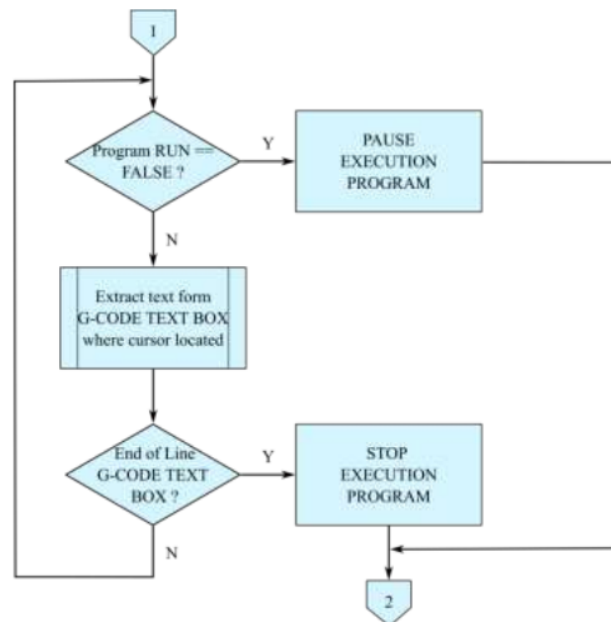 1
Program RUN ==
FALSE ?
Y
PAUSE
EXECUTION
PROGRAM
N
Extract text form
G-CODE TEXT BOX
where cursor located
End of Line
G-CODE TEXT
BOX ?
Y
STOP
EXECUTION
PROGRAM
N
2